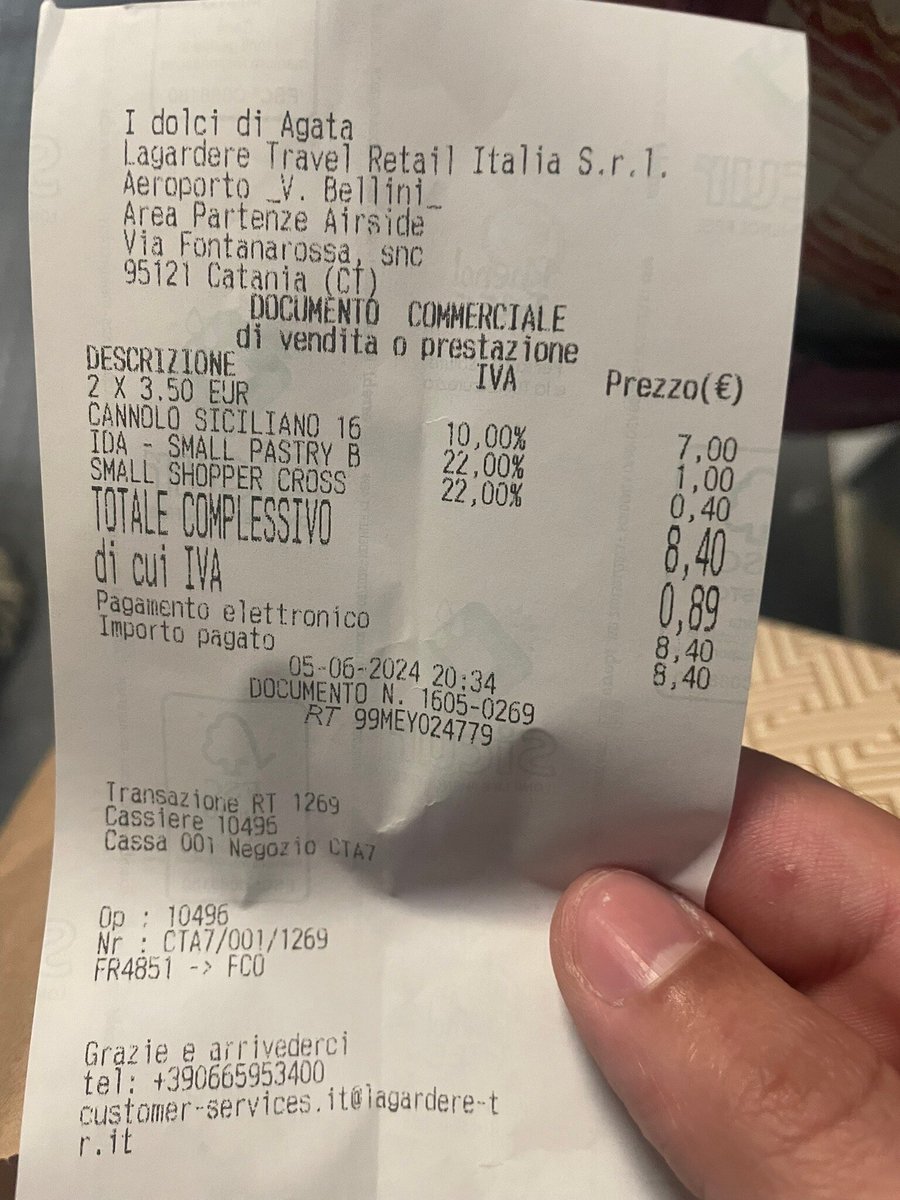 I dolci di Agata
Lagardere Travel Retail Italia S.r.l.
Aeroporto _V. Bellini_
Area Partenze Airside
Via Fontanarossa, snc
95121 Catania (CT)
DOCUMENTO COMMERCIALE
di vendita o prestazione
DESCRIZIONE IVA Prezzo(€)
2 X 3.50 EUR
CANNOLO SICILIANO 16 10,00% 7,00
IDA - SMALL PASTRY B 22,00% 1,00
SMALL SHOPPER CROSS 22,00% 0,40
TOTALE COMPLESSIVO 8,40
di cui IVA 0,89
Pagamento elettronico 8,40
Importo pagato 8,40
05-06-2024 20:34
DOCUMENTO N. 1605-0269
RT 99MEY024779
Transazione RT 1269
Cassiere 10496
Cassa 001 Negozio CTA7
Op : 10496
Nr : CTA7/001/1269
FR4851 -> FCO
Grazie e arrivederci
tel: +390665953400
customer-services.it@lagardere-t
r.it